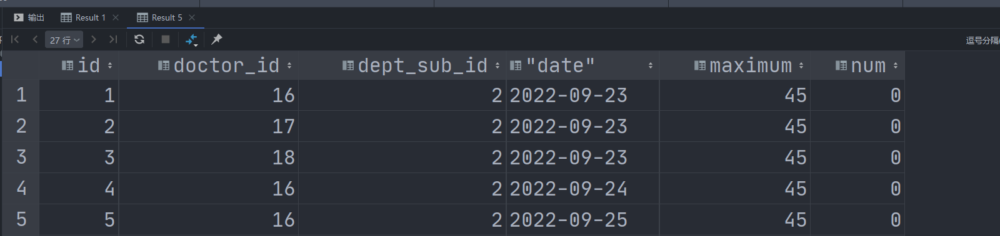 输出 Result 1 Result 5
27 行 逗号分隔
id doctor_id dept_sub_id "date" maximum num
1 1 16 2 2022-09-23 45 0
2 2 17 2 2022-09-23 45 0
3 3 18 2 2022-09-23 45 0
4 4 16 2 2022-09-24 45 0
5 5 16 2 2022-09-25 45 0